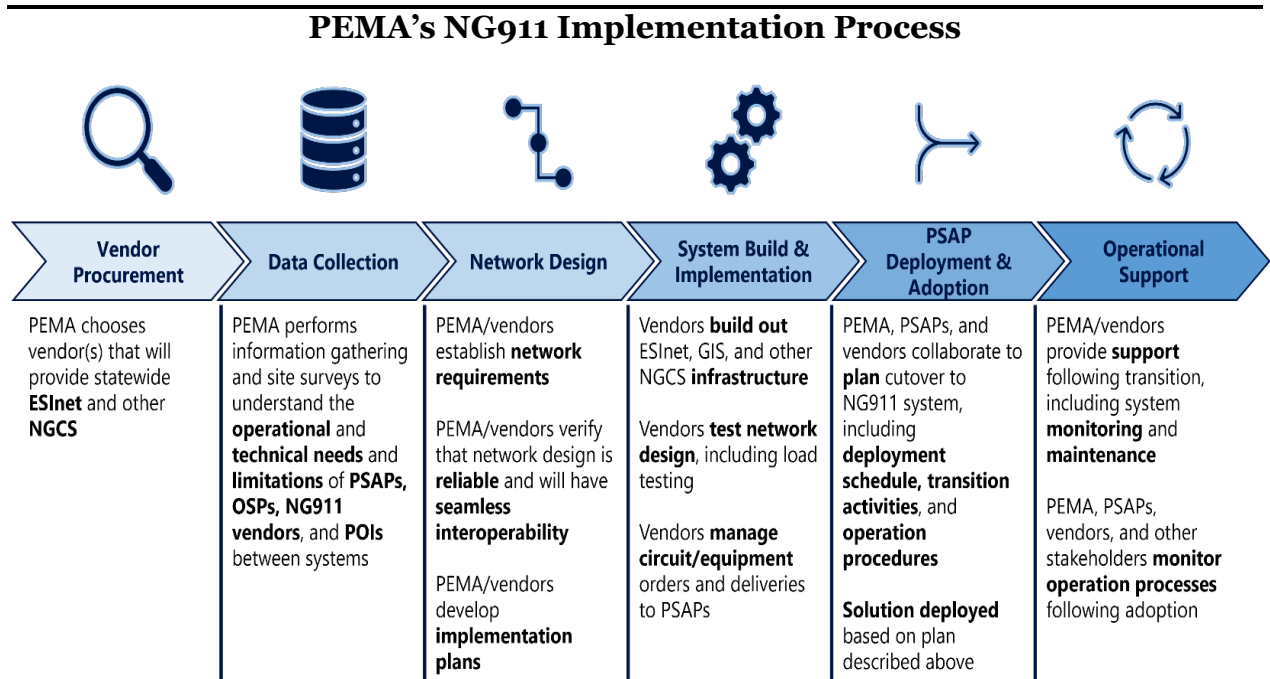 PEMA's NG911 Implementation Process
Vendor
Procurement
PEMA chooses
vendor(s) that will
provide statewide
ESInet and other
NGCS
Data Collection
PEMA performs
information gathering
and site surveys to
understand the
operational and
technical needs and
limitations of PSAPs,
OSPs, NG911
vendors, and POIs
between systems
Network Design
PEMA/vendors
establish network
requirements
PEMA/vendors verify
that network design is
reliable and will have
seamless
interoperability
PEMA/vendors
develop
implementation
plans
System Build &
Implementation
Vendors build out
ESInet, GIS, and other
NGCS infrastructure
Vendors test network
design, including load
testing
Vendors manage
circuit/equipment
orders and deliveries
to PSAPs
PSAP
Deployment &
Adoption
PEMA, PSAPs, and
vendors collaborate to
plan cutover to
NG911 system,
including
deployment
schedule, transition
activities, and
operation
procedures
Solution deployed
based on plan
described above
Operational
Support
PEMA/vendors
provide support
following transition,
including system
monitoring and
maintenance
PEMA, PSAPs,
vendors, and other
stakeholders monitor
operation processes
following adoption